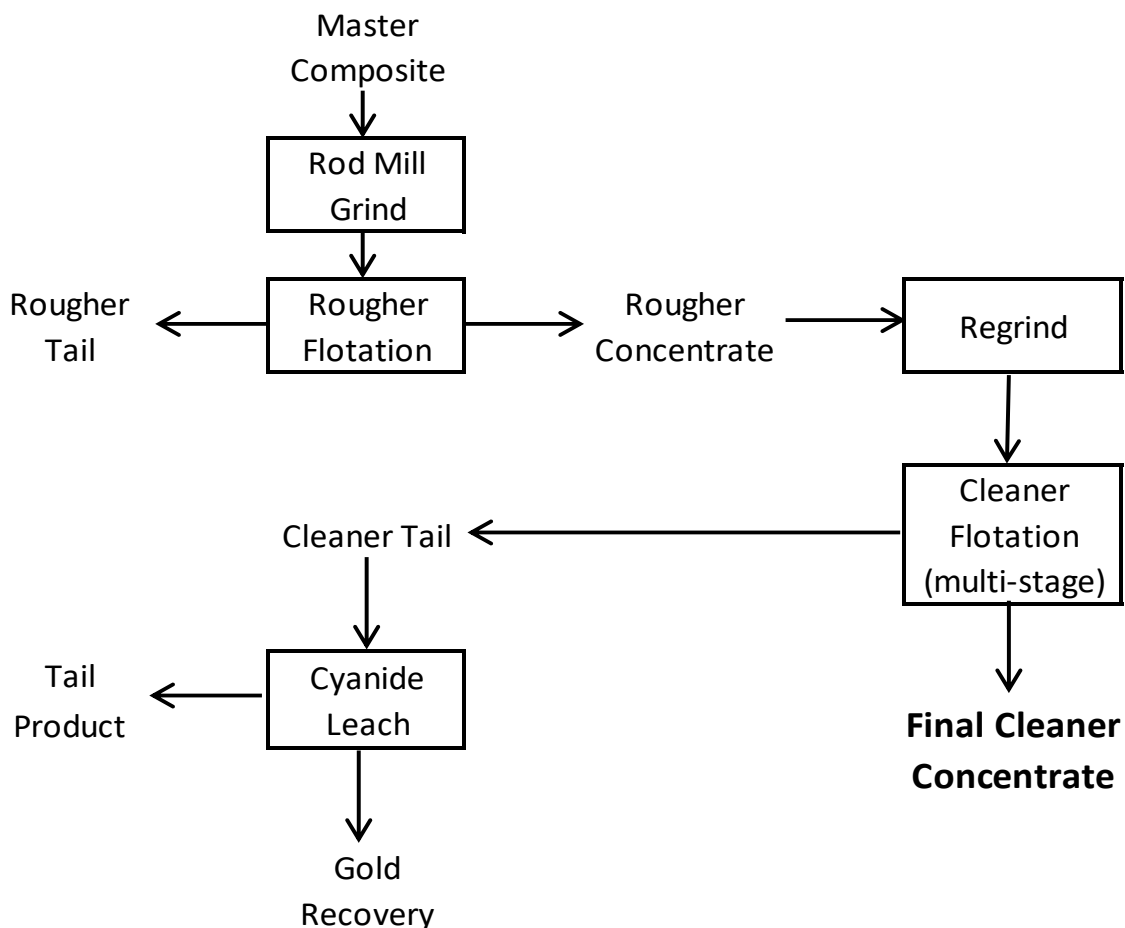 Master
Composite
Rod Mill
Grind
Rougher
Tail
Rougher
Flotation
Rougher
Concentrate
Regrind
Cleaner
Flotation
(multi-stage)
Cleaner Tail
Cyanide
Leach
Tail
Product
Final Cleaner
Concentrate
Gold
Recovery